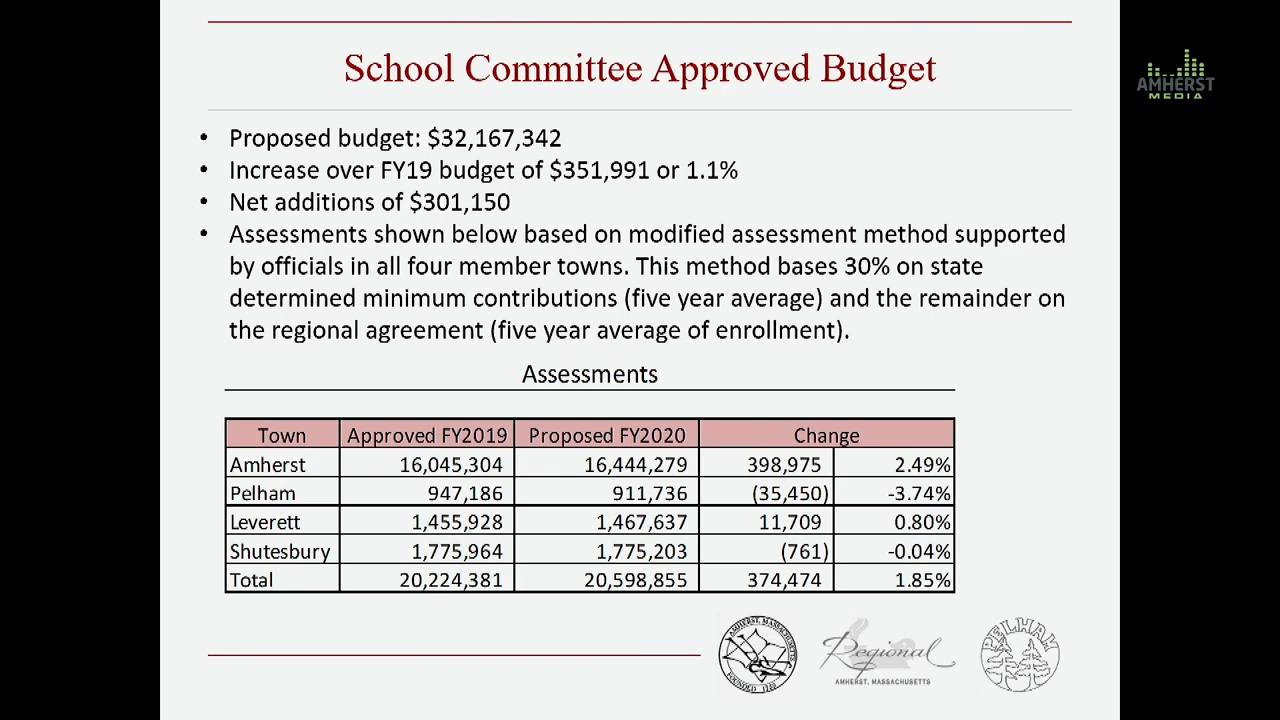 School Committee Approved Budget
AMHERST
MEDIA
• Proposed budget: $32,167,342
• Increase over FY19 budget of $351,991 or 1.1%
• Net additions of $301,150
• Assessments shown below based on modified assessment method supported
by officials in all four member towns. This method bases 30% on state
determined minimum contributions (five year average) and the remainder on
the regional agreement (five year average of enrollment).
Assessments
Town Approved FY2019 Proposed FY2020 Change
Amherst 16,045,304 16,444,279 398,975 2.49%
Pelham 947,186 911,736 (35,450) -3.74%
Leverett 1,455,928 1,467,637 11,709 0.80%
Shutesbury 1,775,964 1,775,203 (761) -0.04%
Total 20,224,381 20,598,855 374,474 1.85%
AMHERST, MASSACHUSETTS
FOUNDED
Regional
AMHERST, MASSACHUSETTS
PELHAM